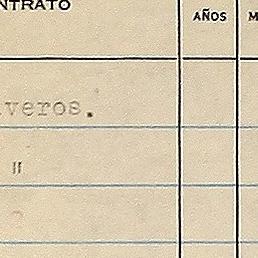 NTRATO
AÑOS M
veros.
"